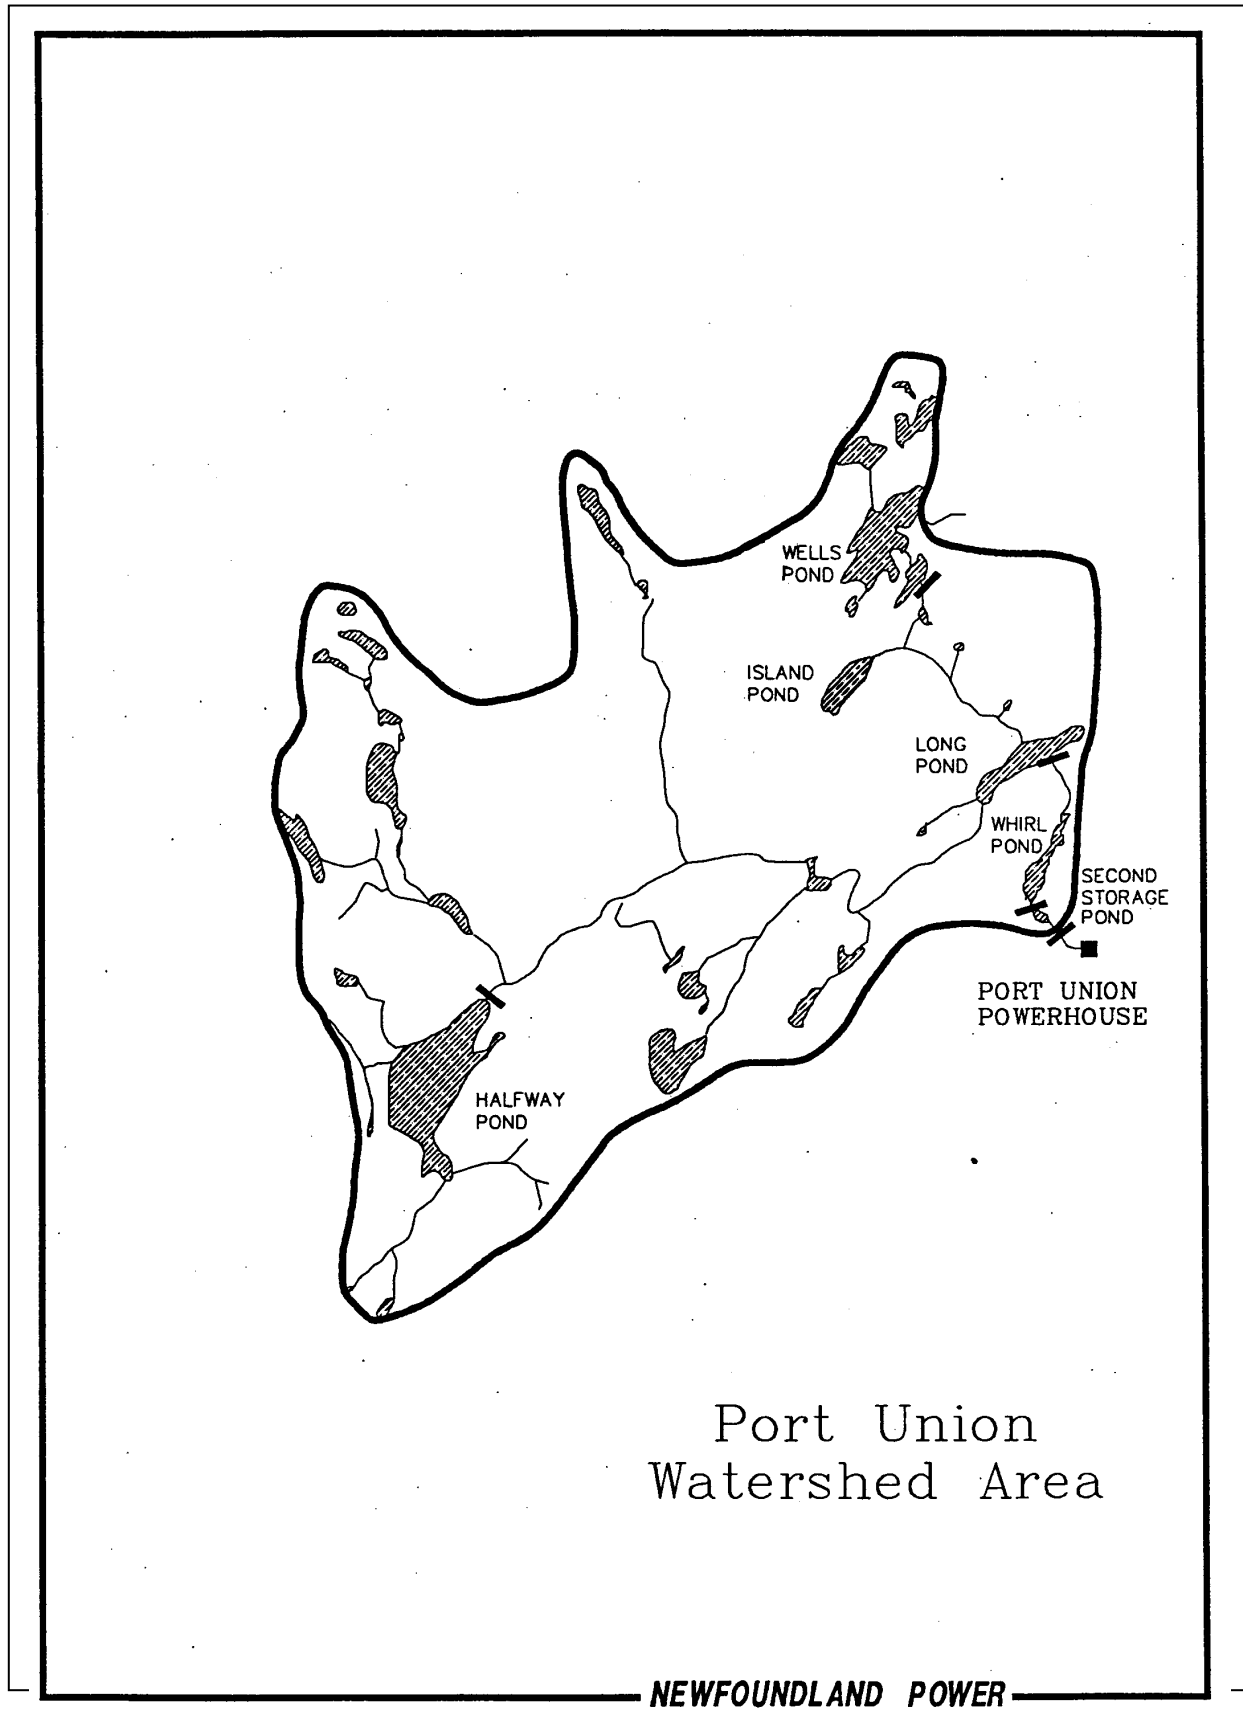 WELLS
POND
ISLAND
POND
LONG
POND
WHIRL
POND
SECOND
STORAGE
POND
PORT UNION
POWERHOUSE
HALFWAY
POND
Port Union
Watershed Area
NEWFOUNDLAND POWER